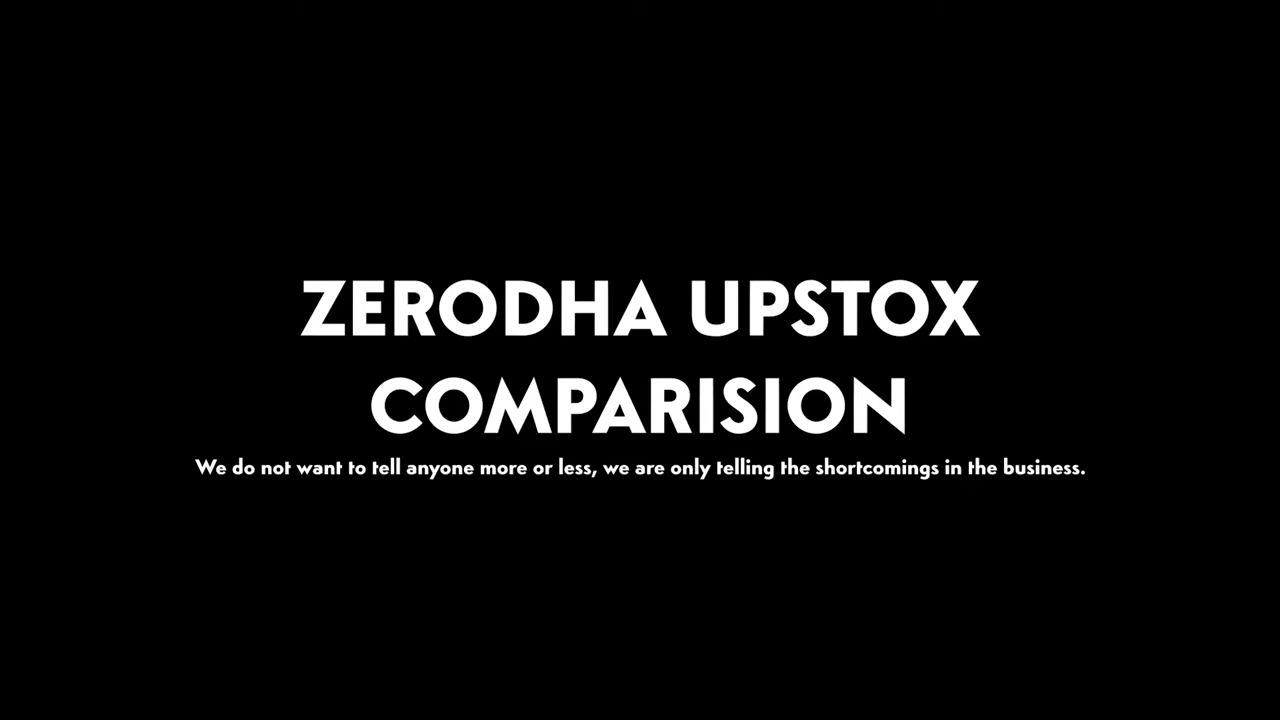 ZERODHA UPSTOX
COMPARISION
We do not want to tell anyone more or less, we are only telling the shortcomings in the business.